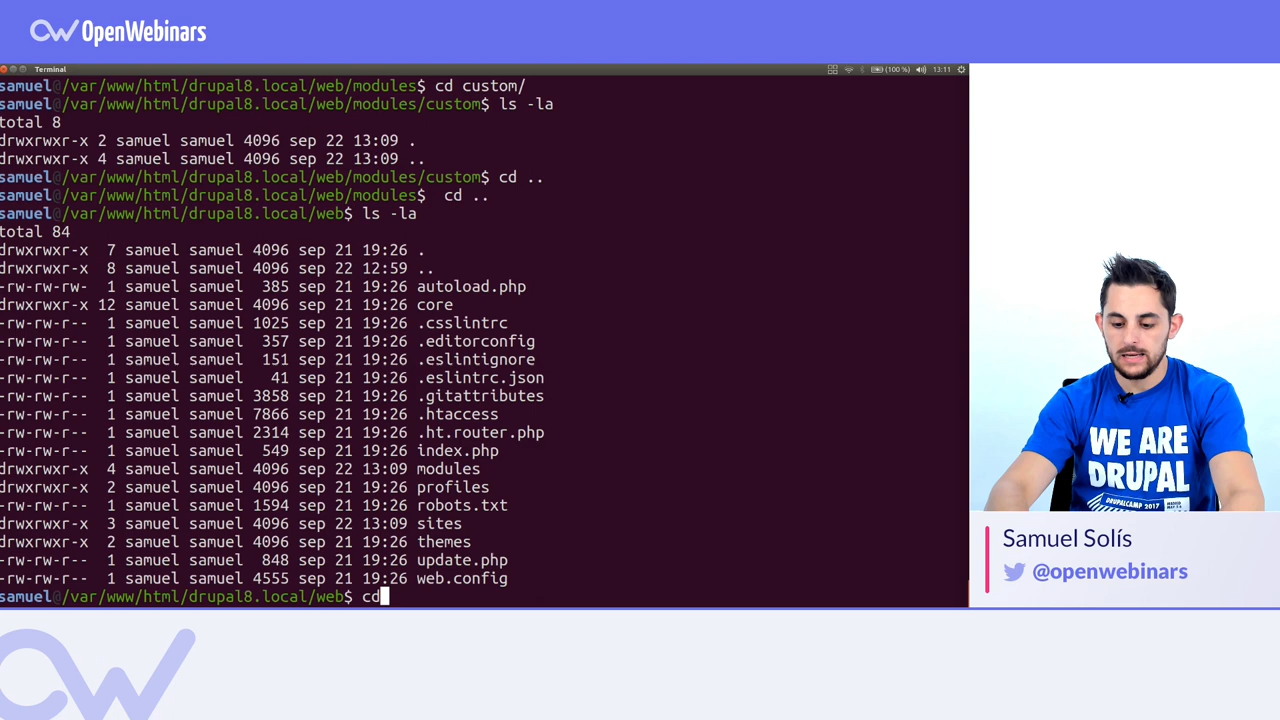 OpenWebinars
Terminal
(100 %) 13:11
samuel@/var/www/html/drupal8.local/web/modules$ cd custom/
samuel@/var/www/html/drupal8.local/web/modules/custom$ ls -la
total 8
drwxrwxr-x 2 samuel samuel 4096 sep 22 13:09 .
drwxrwxr-x 4 samuel samuel 4096 sep 22 13:09 ..
samuel@/var/www/html/drupal8.local/web/modules/custom$ cd ..
samuel@/var/www/html/drupal8.local/web/modules$  cd ..
samuel@/var/www/html/drupal8.local/web$ ls -la
total 84
drwxrwxr-x  7 samuel samuel 4096 sep 21 19:26 .
drwxrwxr-x  8 samuel samuel 4096 sep 22 12:59 ..
-rw-rw-rw-  1 samuel samuel  385 sep 21 19:26 autoload.php
drwxrwxr-x 12 samuel samuel 4096 sep 21 19:26 core
-rw-rw-r--  1 samuel samuel 1025 sep 21 19:26 .csslintrc
-rw-rw-r--  1 samuel samuel  357 sep 21 19:26 .editorconfig
-rw-rw-r--  1 samuel samuel  151 sep 21 19:26 .eslintignore
-rw-rw-r--  1 samuel samuel   41 sep 21 19:26 .eslintrc.json
-rw-rw-r--  1 samuel samuel 3858 sep 21 19:26 .gitattributes
-rw-rw-r--  1 samuel samuel 7866 sep 21 19:26 .htaccess
-rw-rw-r--  1 samuel samuel 2314 sep 21 19:26 .ht.router.php
-rw-rw-r--  1 samuel samuel  549 sep 21 19:26 index.php
drwxrwxr-x  4 samuel samuel 4096 sep 22 13:09 modules
drwxrwxr-x  2 samuel samuel 4096 sep 21 19:26 profiles
-rw-rw-r--  1 samuel samuel 1594 sep 21 19:26 robots.txt
drwxrwxr-x  3 samuel samuel 4096 sep 22 13:09 sites
drwxrwxr-x  2 samuel samuel 4096 sep 21 19:26 themes
-rw-rw-r--  1 samuel samuel  848 sep 21 19:26 update.php
-rw-rw-r--  1 samuel samuel 4555 sep 21 19:26 web.config
samuel@/var/www/html/drupal8.local/web$ cd
WE ARE
DRUPAL
DRUPALCAMP 2017
Samuel Solís
@openwebinars